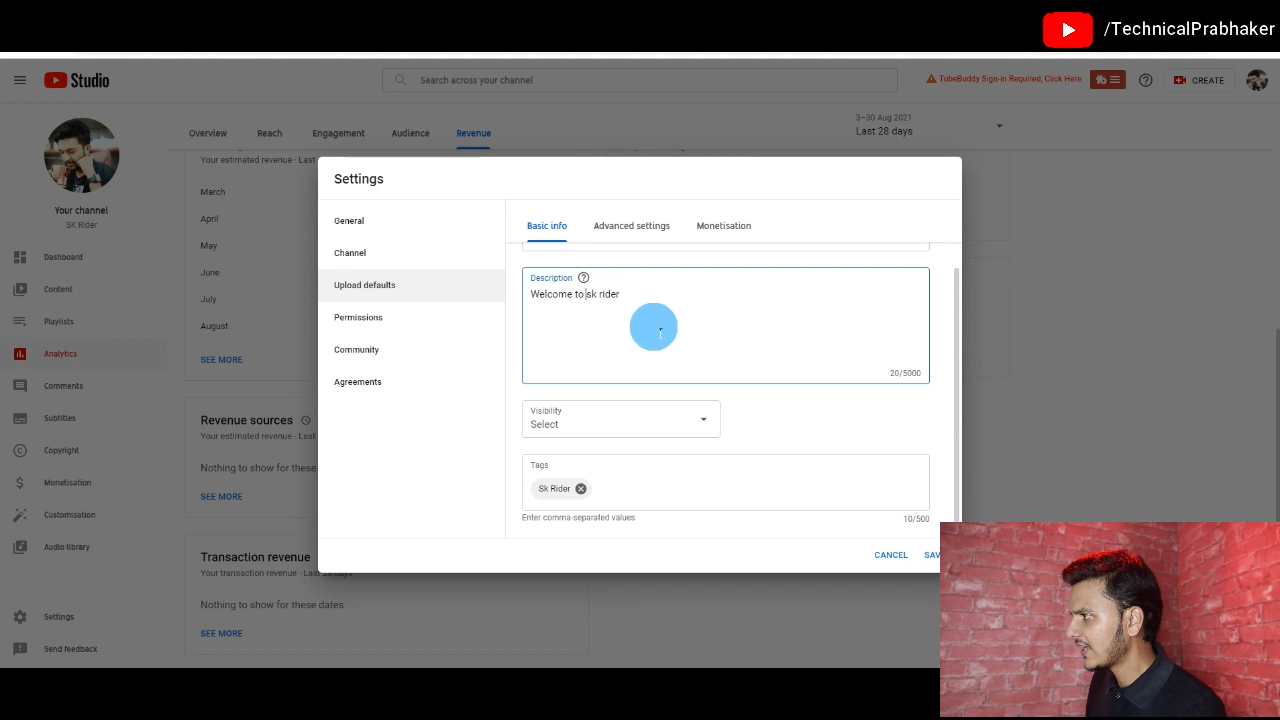 /TechnicalPrabhaker
Studio
Search across your channel
TubeBuddy Sign-in Required, Click Here
tb
CREATE
Overview
Reach
Engagement
Audience
Revenue
3–30 Aug 2021
Last 28 days
Your estimated revenue · Last
March
April
May
June
July
August
SEE MORE
Your channel
SK Rider
Dashboard
Content
Playlists
Analytics
Comments
Subtitles
Copyright
Monetisation
Customisation
Audio library
Settings
Send feedback
Revenue sources
Your estimated revenue · Last
Nothing to show for these
SEE MORE
Transaction revenue
Your transaction revenue · Last 28 days
Nothing to show for these dates
SEE MORE
Settings
General
Channel
Upload defaults
Permissions
Community
Agreements
Basic info
Advanced settings
Monetisation
Description
Welcome to sk rider
20/5000
Visibility
Select
Tags
Sk Rider
Enter comma-separated values
10/500
CANCEL
SAV